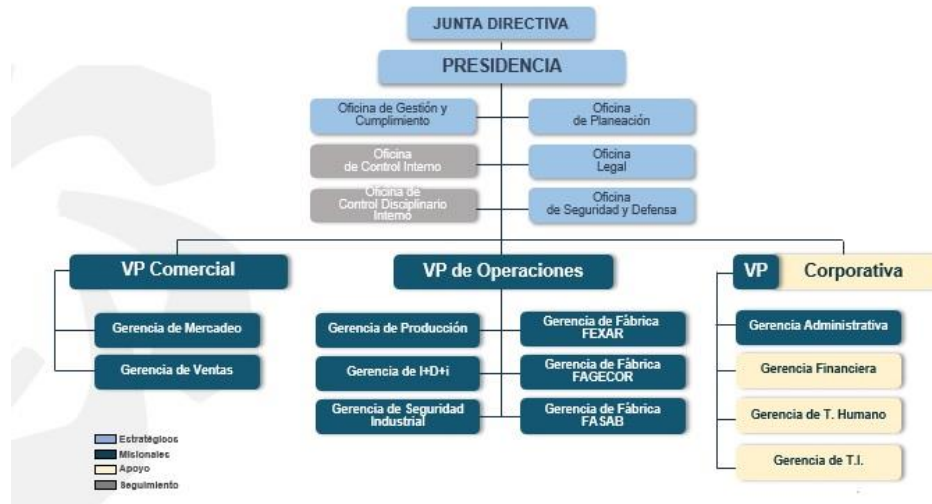 JUNTA DIRECTIVA
PRESIDENCIA
Oficina de Gestión y
Cumplimiento
Oficina
de Planeación
Oficina
de Control Interno
Oficina
Legal
Oficina de
Control Disciplinario
Interno
Oficina
de Seguridad y Defensa
VP Comercial
VP de Operaciones
VP Corporativa
Gerencia de Mercadeo
Gerencia de Ventas
Gerencia de Producción
Gerencia de Fàbrica
FEXAR
Gerencia de I+D+i
Gerencia de Fàbrica
FAGECOR
Gerencia de Seguridad
Industrial
Gerencia de Fàbrica
FASAB
Gerencia Administrativa
Gerencia Financiera
Gerencia de T. Humano
Gerencia de T.I.
Estratégicos
Misionales
Apoyo
Seguimiento